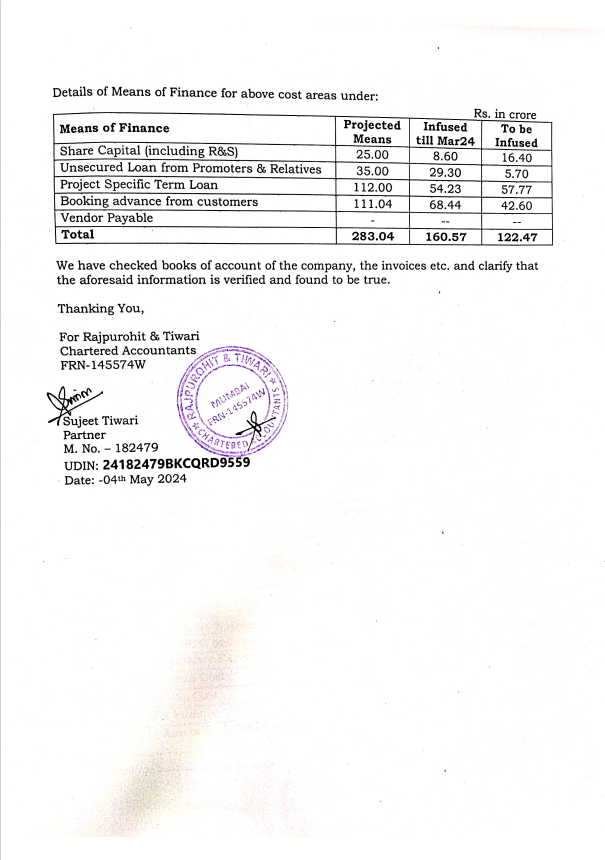 Details of Means of Finance for above cost areas under:
Rs. in crore
Means of Finance Projected Means Infused till Mar24 To be Infused
Share Capital (including R&S) 25.00 8.60 16.40
Unsecured Loan from Promoters & Relatives 35.00 29.30 5.70
Project Specific Term Loan 112.00 54.23 57.77
Booking advance from customers 111.04 68.44 42.60
Vendor Payable - -- --
Total 283.04 160.57 122.47
We have checked books of account of the company, the invoices etc. and clarify that
the aforesaid information is verified and found to be true.
Thanking You,
For Rajpurohit & Tiwari
Chartered Accountants
FRN-145574W
RAJPUROHIT & TIWARI
MUMBAI
FRN-145574W
CHARTERED ACCOUNTANTS
Sujeet Tiwari
Partner
M. No. – 182479
UDIN: 24182479BKCQRD9559
Date: -04th May 2024